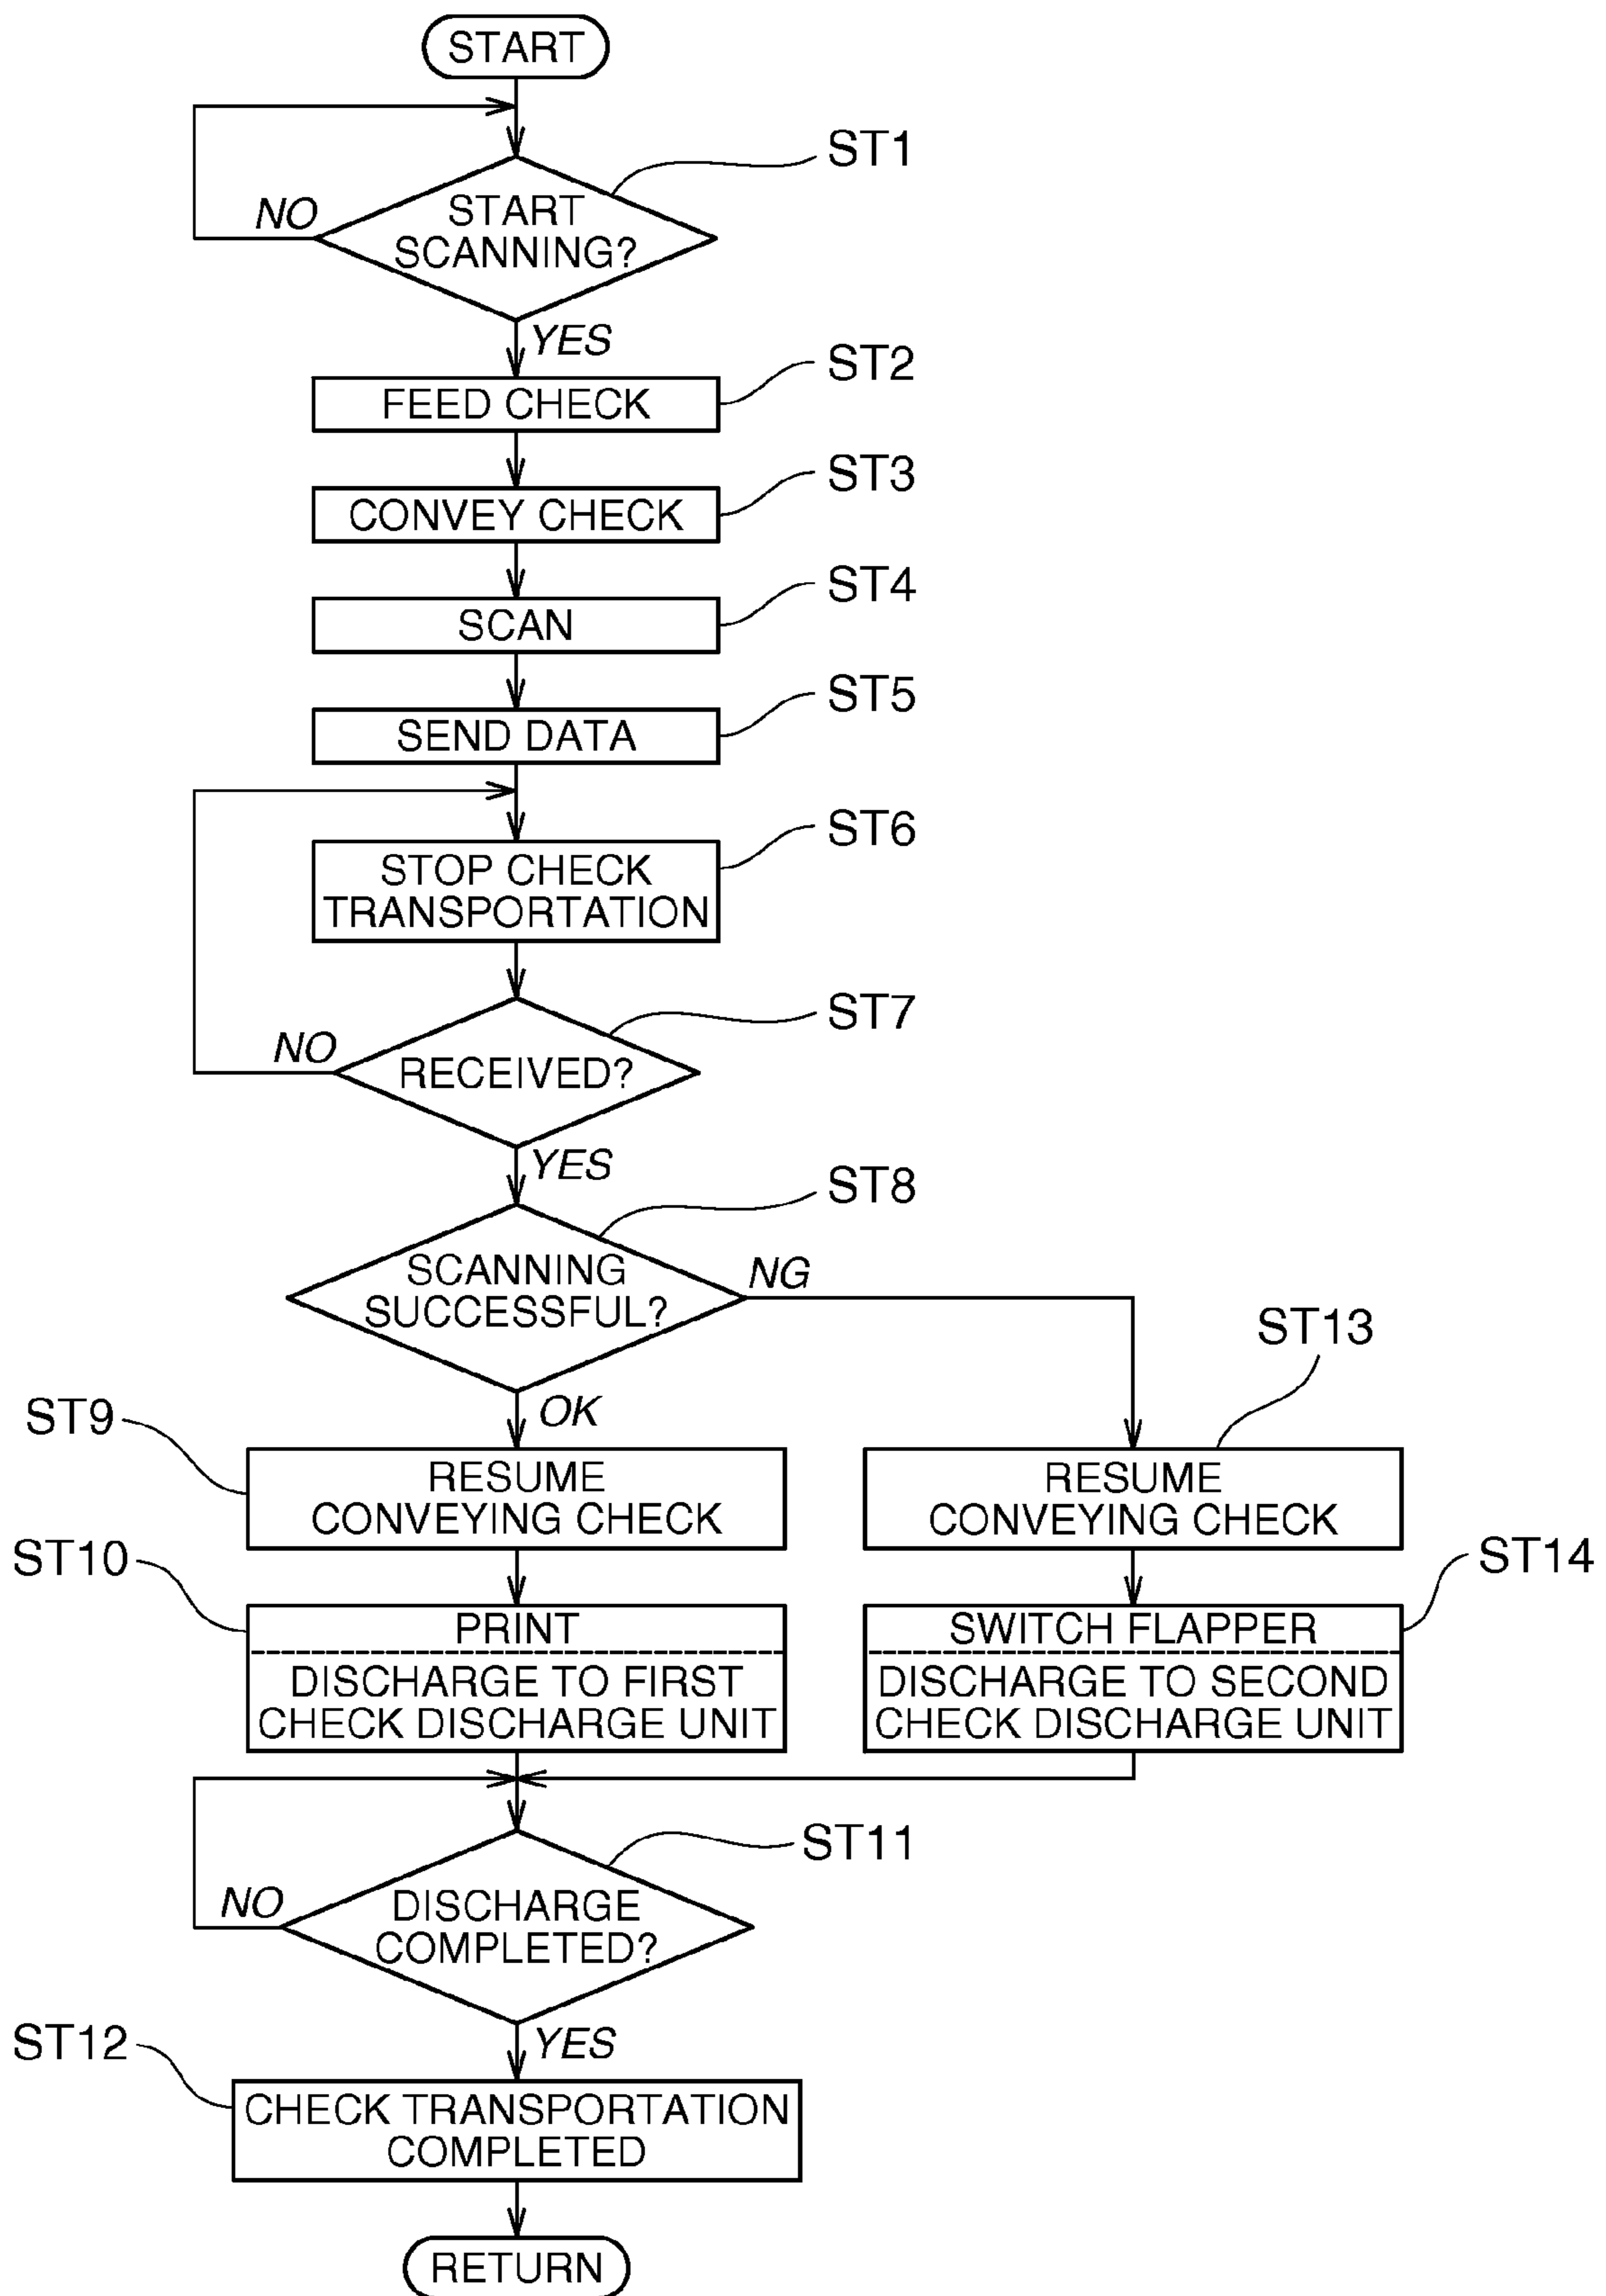 START
ST1
NO
START
SCANNING?
YES
ST2
FEED CHECK
ST3
CONVEY CHECK
ST4
SCAN
ST5
SEND DATA
ST6
STOP CHECK
TRANSPORTATION
ST7
NO
RECEIVED?
YES
ST8
SCANNING
SUCCESSFUL?
NG
OK
ST9
RESUME
CONVEYING CHECK
ST13
RESUME
CONVEYING CHECK
ST10
PRINT
DISCHARGE TO FIRST
CHECK DISCHARGE UNIT
ST14
SWITCH FLAPPER
DISCHARGE TO SECOND
CHECK DISCHARGE UNIT
ST11
NO
DISCHARGE
COMPLETED?
YES
ST12
CHECK TRANSPORTATION
COMPLETED
RETURN